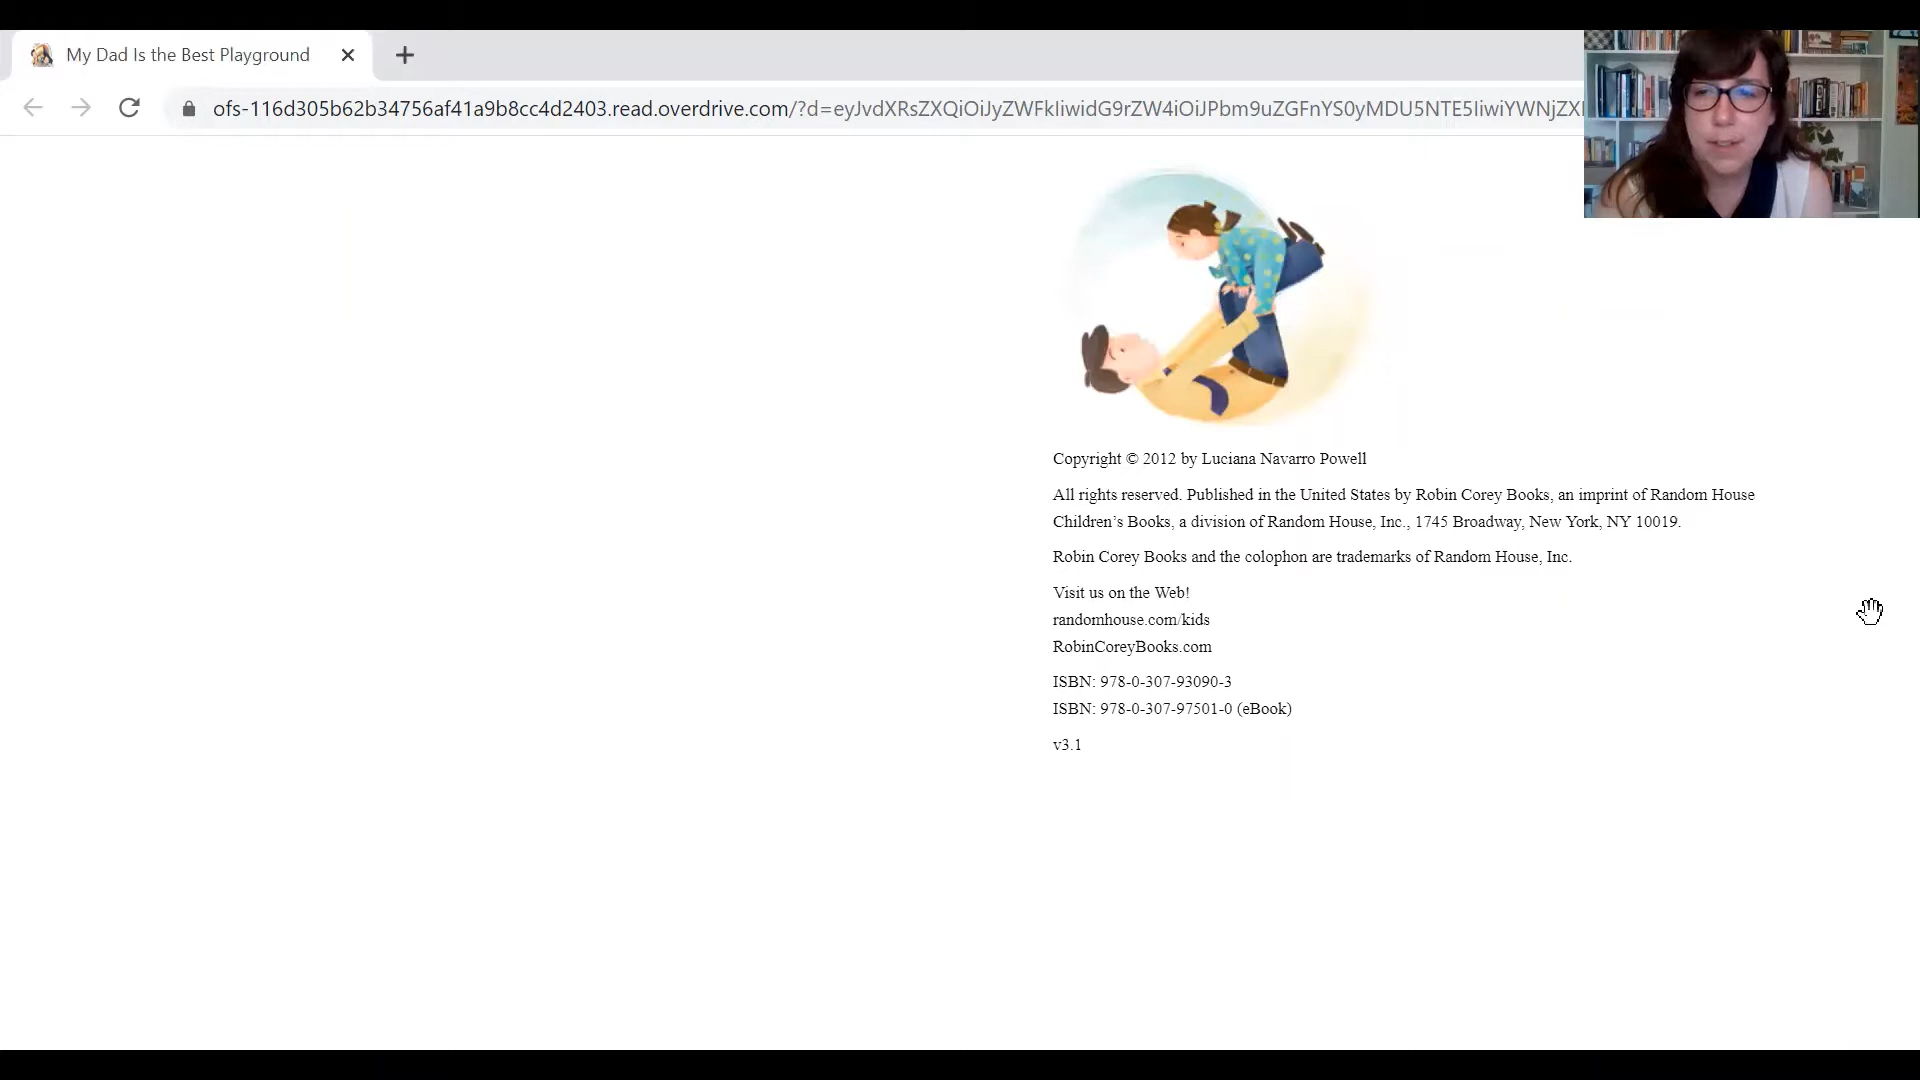 My Dad Is the Best Playground
ofs-116d305b62b34756af41a9b8cc4d2403.read.overdrive.com/?d=eyJvdXRsZXQiOiJyZWFkIiwidG9rZW4iOiJPbm9uZGFnYS0yMDU5NTE5IiwiYWNjZX
Copyright © 2012 by Luciana Navarro Powell
All rights reserved. Published in the United States by Robin Corey Books, an imprint of Random House
Children’s Books, a division of Random House, Inc., 1745 Broadway, New York, NY 10019.
Robin Corey Books and the colophon are trademarks of Random House, Inc.
Visit us on the Web!
randomhouse.com/kids
RobinCoreyBooks.com
ISBN: 978-0-307-93090-3
ISBN: 978-0-307-97501-0 (eBook)
v3.1